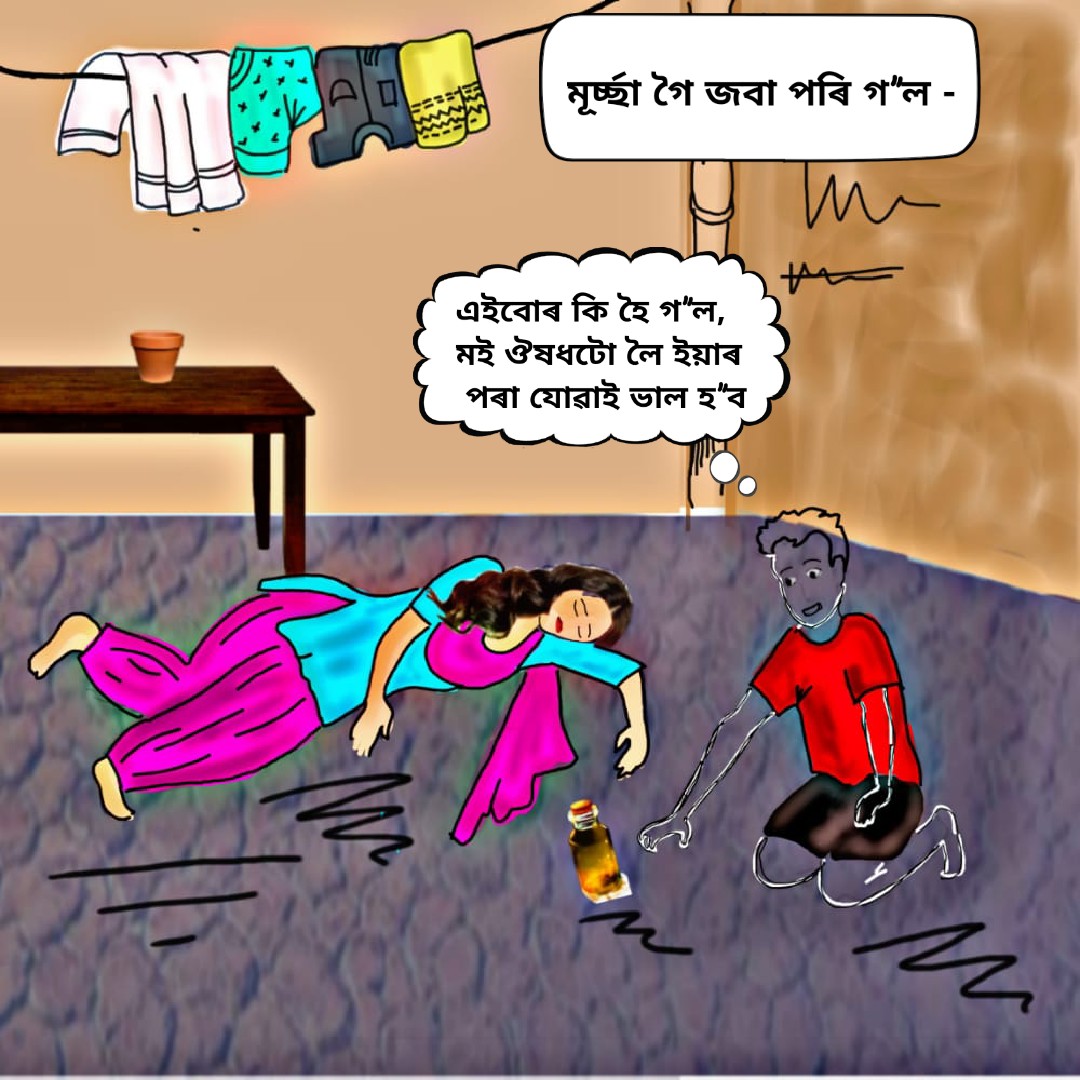 মূৰ্চ্ছা গৈ জবা পৰি গ"ল -
এইবোৰ কি হৈ গ"ল,
মই ঔষধটো লৈ ইয়াৰ
পৰা যোৱাই ভাল হ"ব